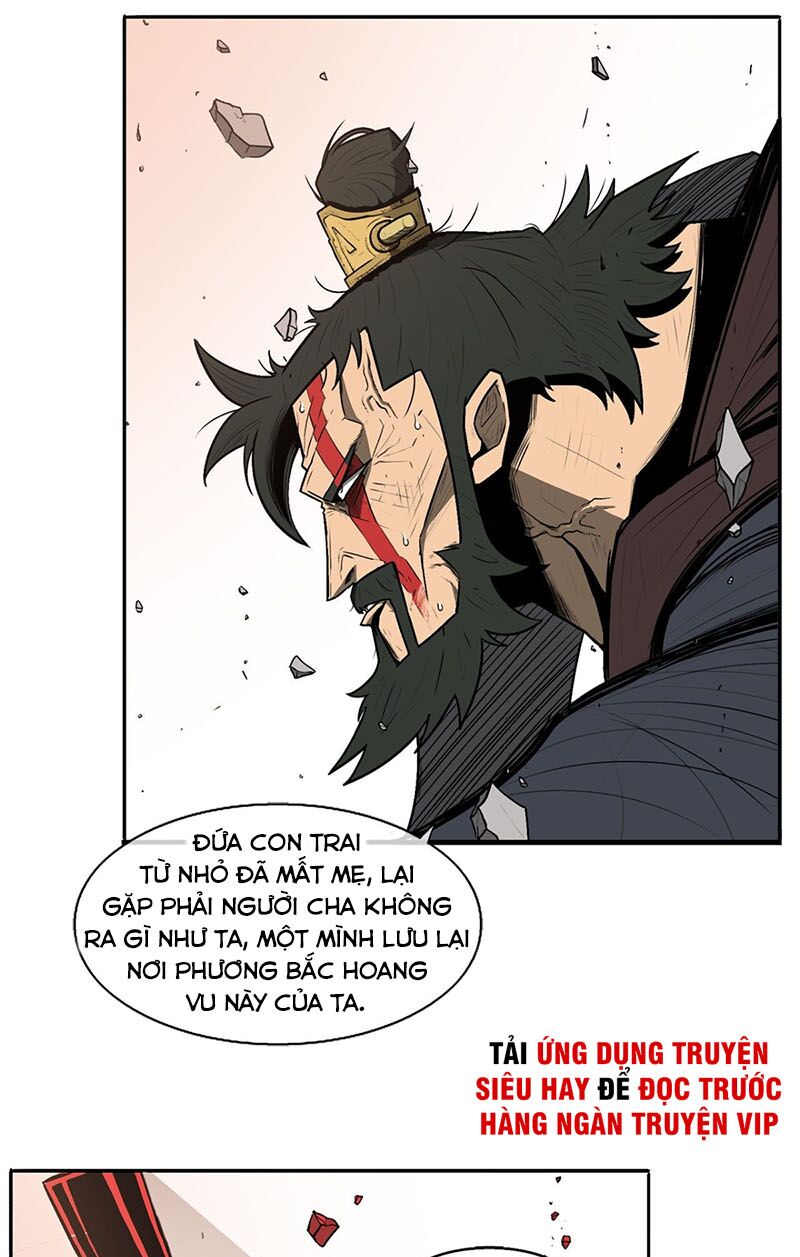 ĐỨA CON TRAI
TỪ NHỎ ĐÃ MẤT MẸ, LẠI
GẶP PHẢI NGƯỜI CHA KHÔNG
RA GÌ NHƯ TA, MỘT MÌNH LƯU LẠI
NƠI PHƯƠNG BẮC HOANG
VU NÀY CỦA TA.
TẢI ỨNG DỤNG TRUYỆN
SIÊU HAY ĐỂ ĐỌC TRƯỚC
HÀNG NGÀN TRUYỆN VIP